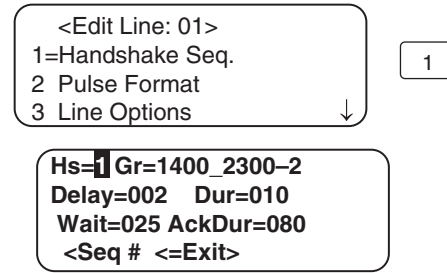 <Edit Line: 01>
1=Handshake Seq.
1
2 Pulse Format
3 Line Options ↓
Hs=1 Gr=1400_2300–2
Delay=002 Dur=010
Wait=025 AckDur=080
<Seq # <=Exit>